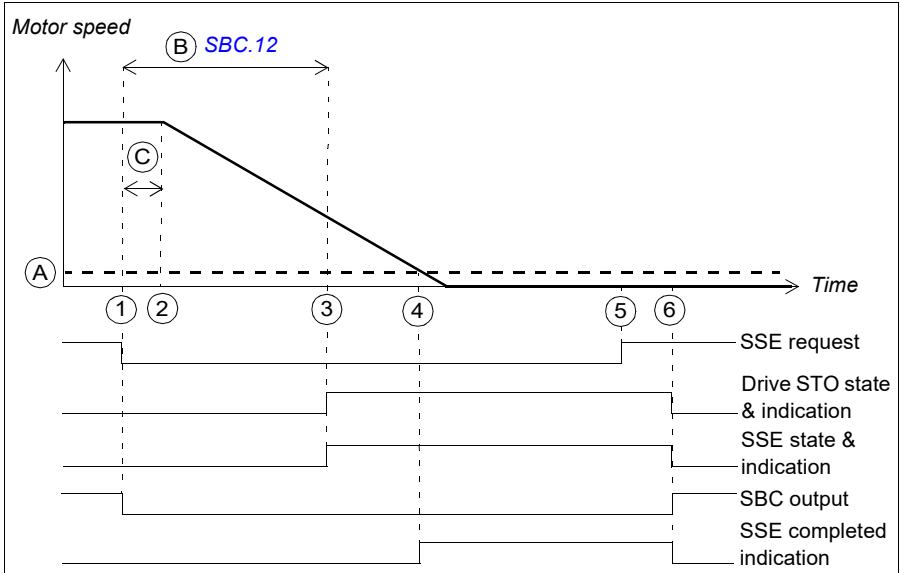 Motor speed
B SBC.12
C
A
Time
1 2 3 4 5 6
SSE request
Drive STO state
& indication
SSE state &
indication
SBC output
SSE completed
indication